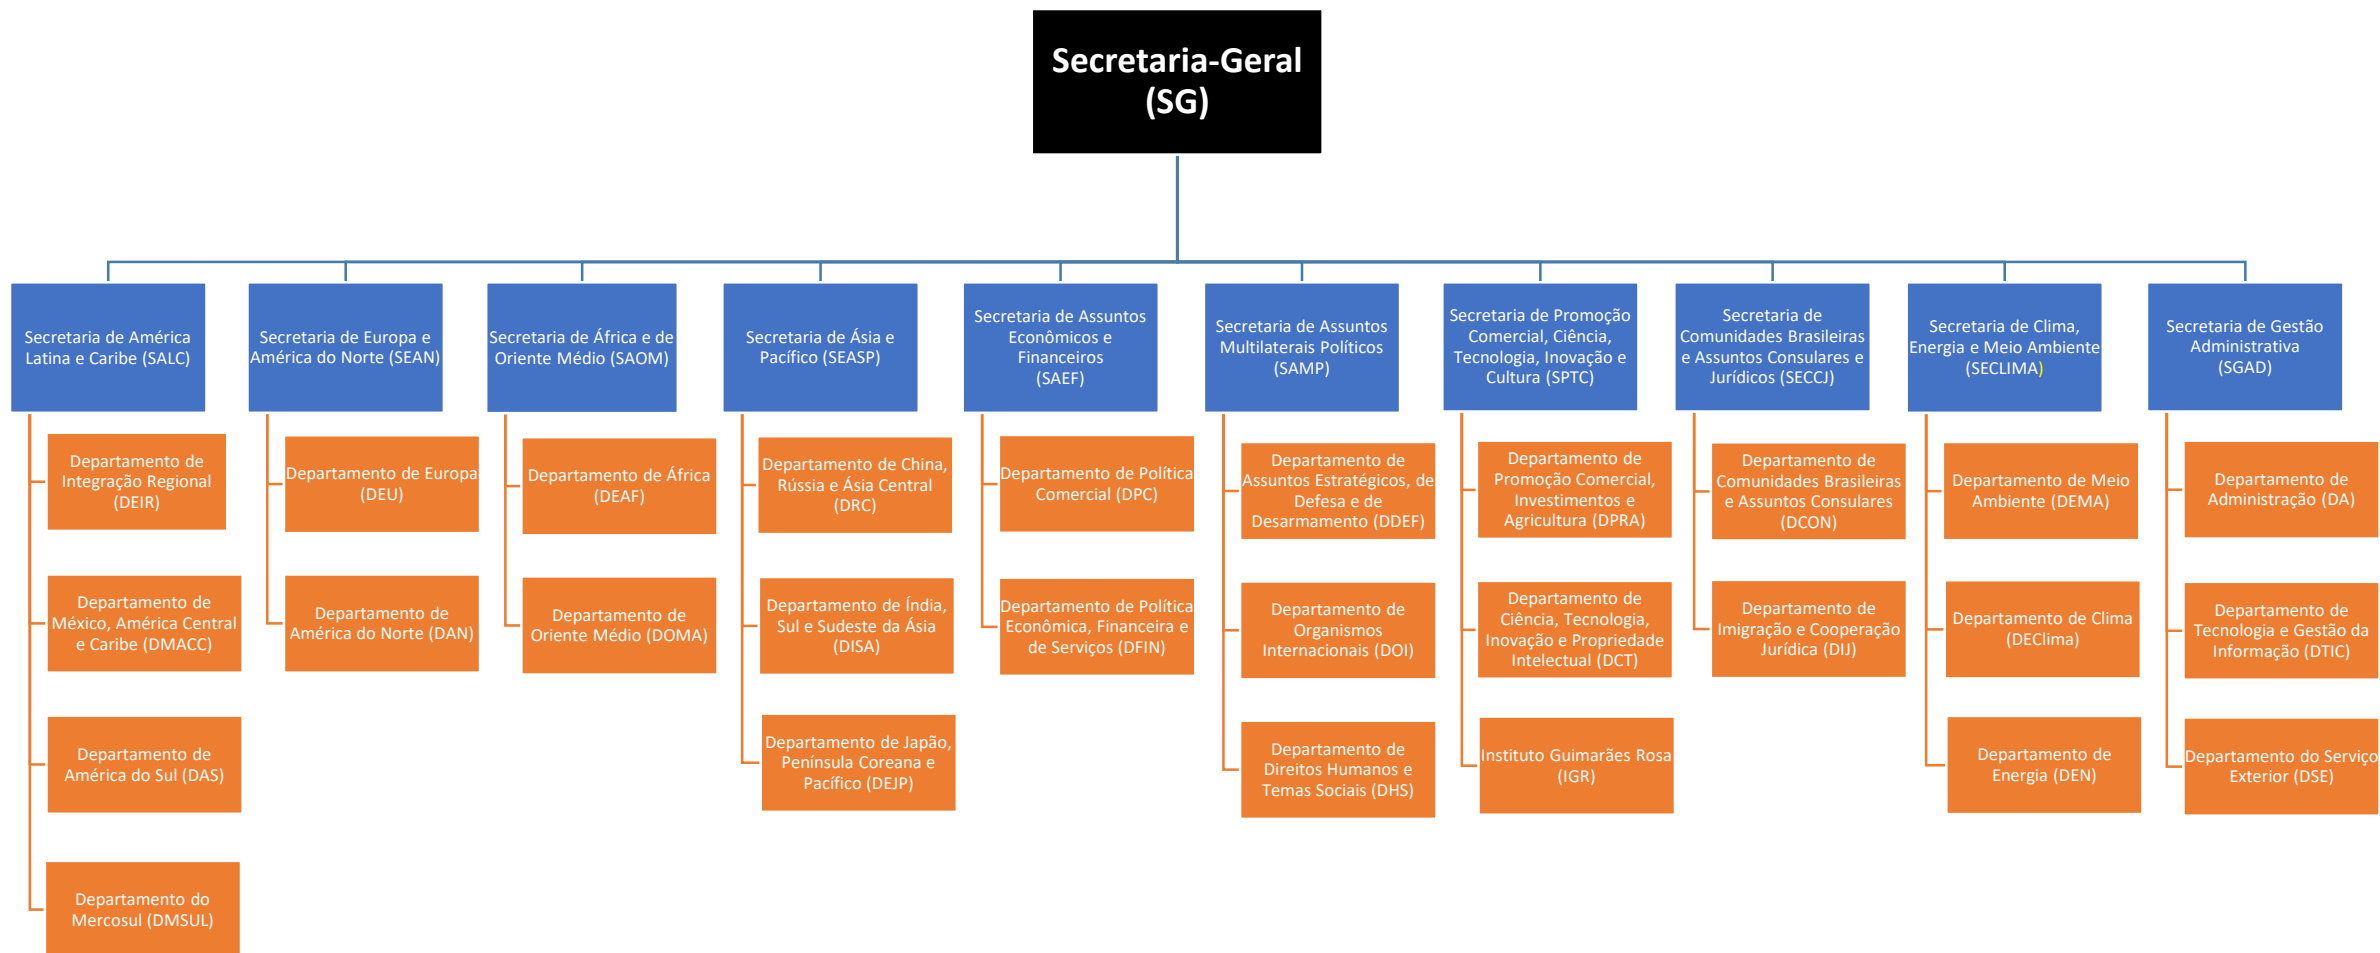 Secretaria-Geral
(SG)
Secretaria de América
Latina e Caribe (SALC)
Secretaria de Europa e
América do Norte (SEAN)
Secretaria de África e de
Oriente Médio (SAOM)
Secretaria de Ásia e
Pacífico (SEASP)
Secretaria de Assuntos
Econômicos e
Financeiros
(SAEF)
Secretaria de Assuntos
Multilaterais Políticos
(SAMP)
Secretaria de Promoção
Comercial, Ciência,
Tecnologia, Inovação e
Cultura (SPTC)
Secretaria de
Comunidades Brasileiras
e Assuntos Consulares e
Jurídicos (SECCJ)
Secretaria de Clima,
Energia e Meio Ambiente
(SECLIMA)
Secretaria de Gestão
Administrativa
(SGAD)
Departamento de
Integração Regional
(DEIR)
Departamento de
México, América Central
e Caribe (DMACC)
Departamento de
América do Sul (DAS)
Departamento do
Mercosul (DMSUL)
Departamento de Europa
(DEU)
Departamento de
América do Norte (DAN)
Departamento de África
(DEAF)
Departamento de
Oriente Médio (DOMA)
Departamento de China,
Rússia e Ásia Central
(DRC)
Departamento de Índia,
Sul e Sudeste da Ásia
(DISA)
Departamento de Japão,
Península Coreana e
Pacífico (DEJP)
Departamento de Política
Comercial (DPC)
Departamento de Política
Econômica, Financeira e
de Serviços (DFIN)
Departamento de
Assuntos Estratégicos, de
Defesa e de
Desarmamento (DDEF)
Departamento de
Organismos
Internacionais (DOI)
Departamento de
Direitos Humanos e
Temas Sociais (DHS)
Departamento de
Promoção Comercial,
Investimentos e
Agricultura (DPRA)
Departamento de
Ciência, Tecnologia,
Inovação e Propriedade
Intelectual (DCT)
Instituto Guimarães Rosa
(IGR)
Departamento de
Comunidades Brasileiras
e Assuntos Consulares
(DCON)
Departamento de
Imigração e Cooperação
Jurídica (DIJ)
Departamento de Meio
Ambiente (DEMA)
Departamento de Clima
(DEClima)
Departamento de
Energia (DEN)
Departamento de
Administração (DA)
Departamento de
Tecnologia e Gestão da
Informação (DTIC)
Departamento do Serviço
Exterior (DSE)